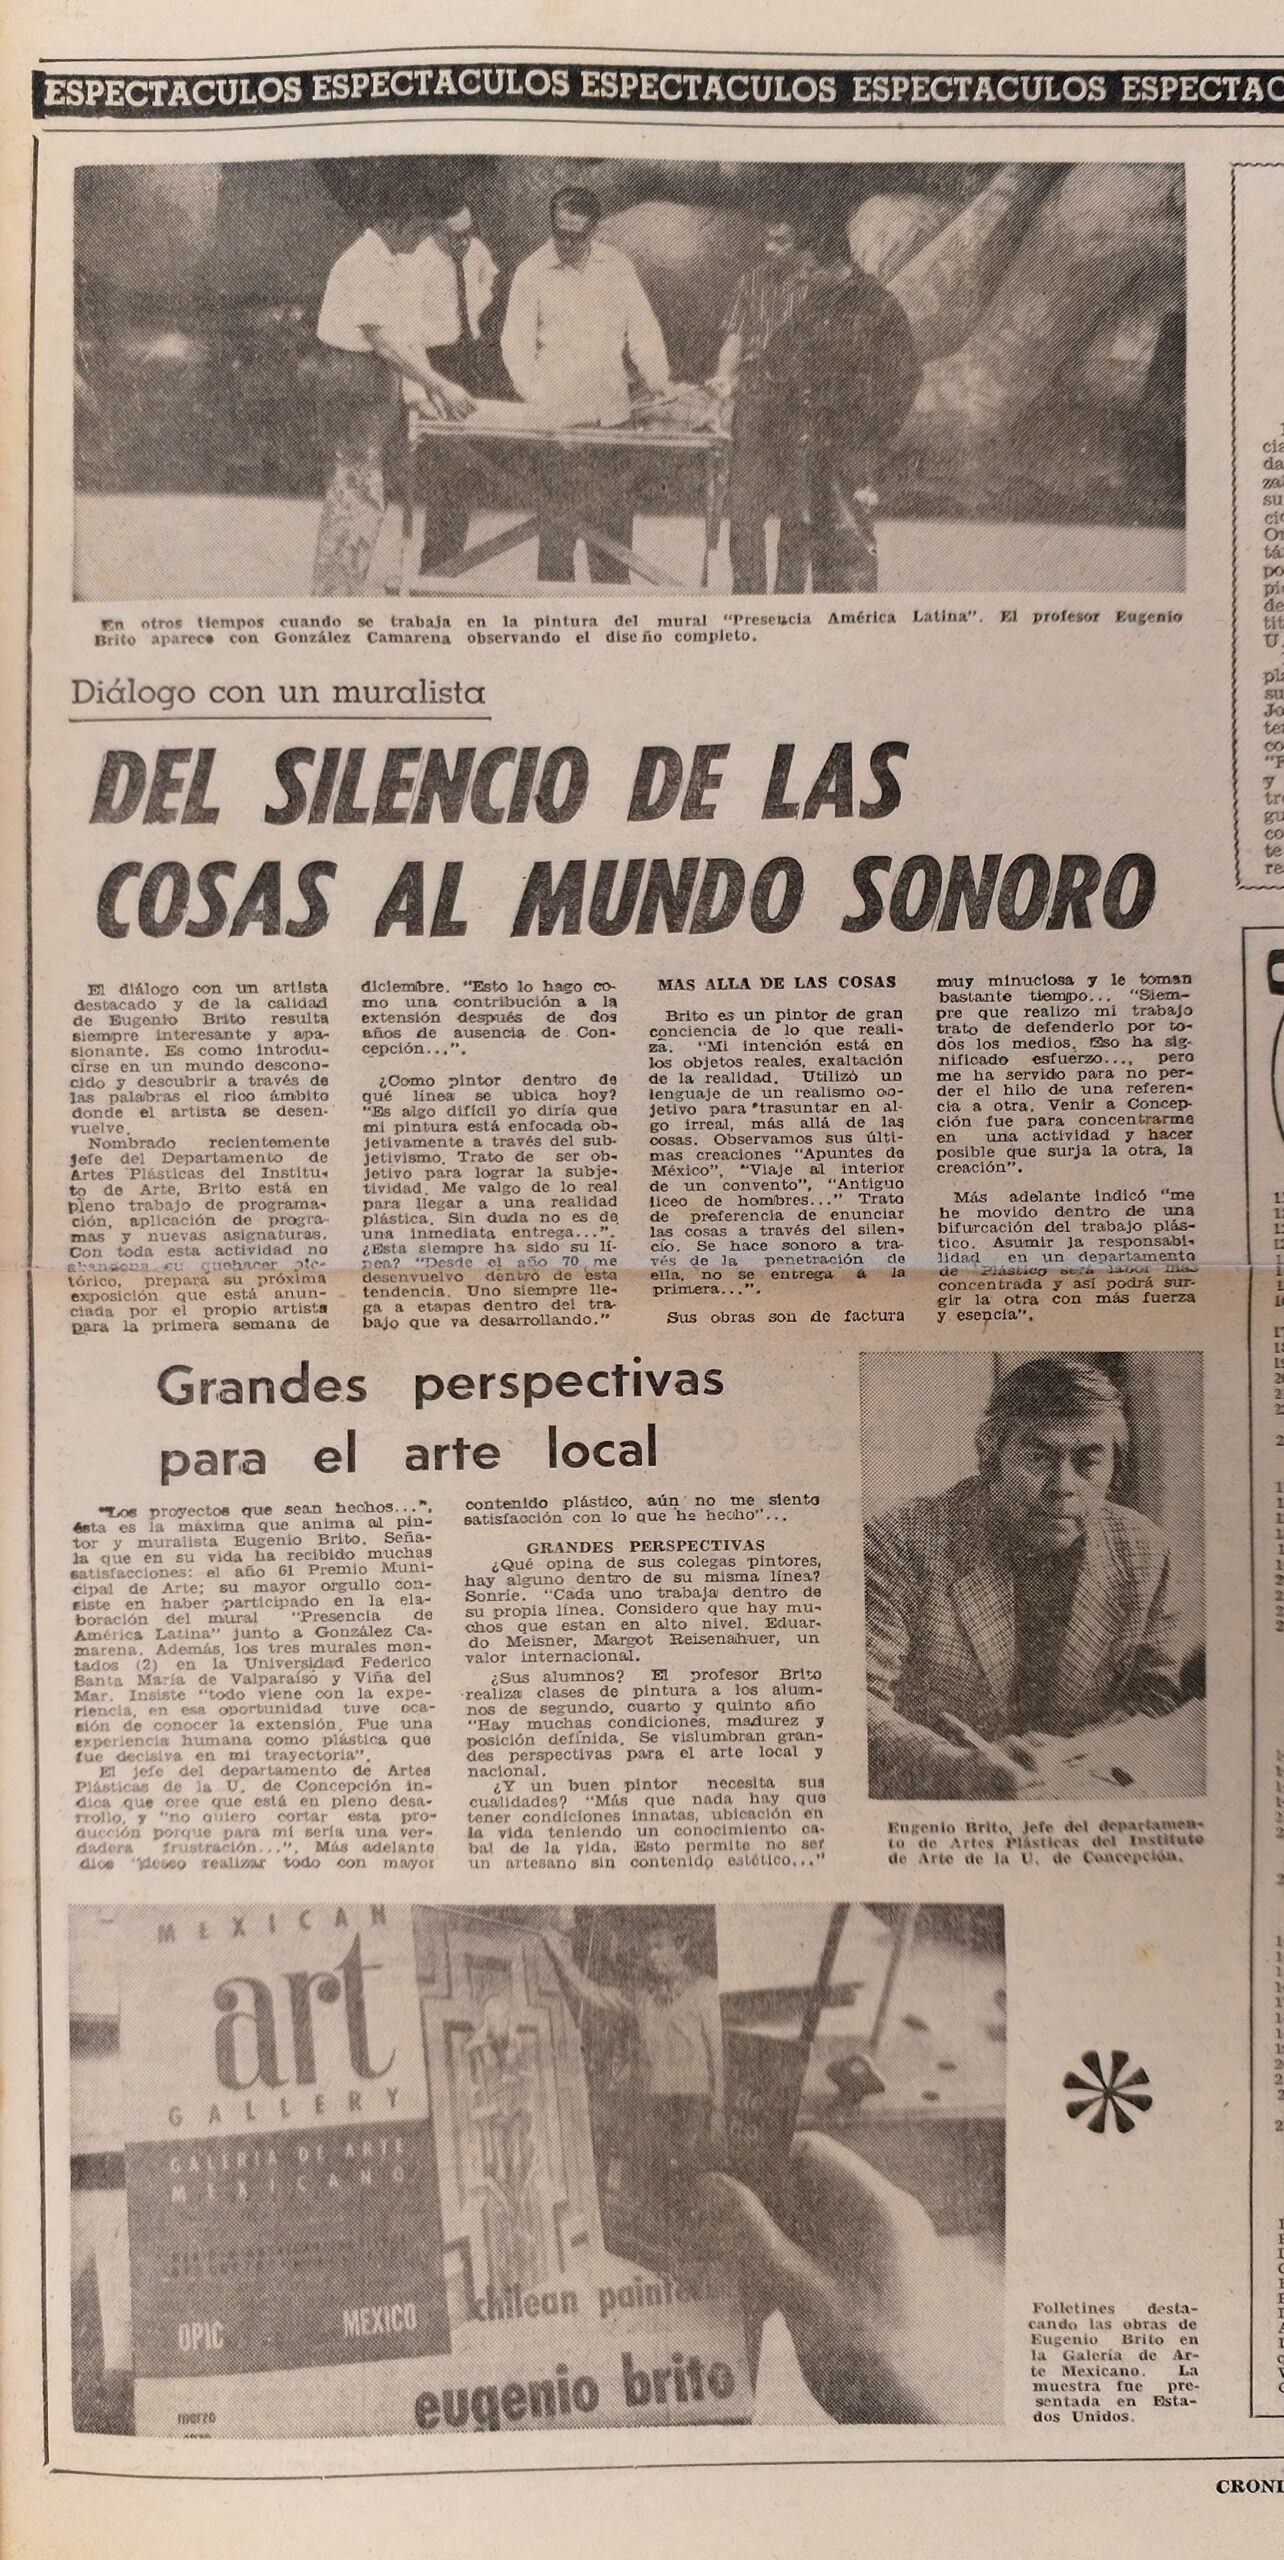 ESPECTACULOS ESPECTACULOS ESPECTACULOS ESPECTACULOS ESPECTAC
En otros tiempos cuando se trabaja en la pintura del mural “Presencia América Latina”. El profesor Eugenio
Brito aparece con González Camarena observando el diseño completo.
Diálogo con un muralista
DEL SILENCIO DE LAS
COSAS AL MUNDO SONORO
El diálogo con un artista
destacado y de la calidad
de Eugenio Brito resulta
siempre interesante y apa-
sionante. Es como introdu-
cirse en un mundo descono-
cido y descubrir a través de
las palabras el rico ámbito
donde el artista se desen-
vuelve.
Nombrado recientemente
jefe del Departamento de
Artes Plásticas del Institu-
to de Arte, Brito está en
pleno trabajo de programa-
ción, aplicación de progra-
mas y nuevas asignaturas.
Con toda esta actividad no
abandona su quehacer pic-
tórico, prepara su próxima
exposición que está anun-
ciada por el propio artista
para la primera semana de
diciembre. “Esto lo hago co-
mo una contribución a la
extensión después de dos
años de ausencia de Con-
cepción...”.
¿Como pintor dentro de
qué línea se ubica hoy?
“Es algo difícil yo diría que
mi pintura está enfocada ob-
jetivamente a través del sub-
jetivismo. Trato de ser ob-
jetivo para lograr la subje-
tividad. Me valgo de lo real
para llegar a una realidad
plástica. Sin duda no es de
una inmediata entrega...”.
¿Esta siempre ha sido su lí-
nea? “Desde el año 70 me
desenvuelvo dentro de esta
tendencia. Uno siempre lle-
ga a etapas dentro del tra-
bajo que va desarrollando.”
MAS ALLA DE LAS COSAS
Brito es un pintor de gran
conciencia de lo que reali-
za. “Mi intención está en
los objetos reales, exaltación
de la realidad. Utilizó un
lenguaje de un realismo oo-
jetivo para trasuntar en al-
go irreal, más allá de las
cosas. Observamos sus últi-
mas creaciones “Apuntes de
México”, “Viaje al interior
de un convento”, “Antiguo
liceo de hombres...” Trato
de preferencia de enunciar
las cosas a través del silen-
cio. Se hace sonoro a tra-
vés de la penetración de
ella, no se entrega a la
primera...”.
Sus obras son de factura
muy minuciosa y le toman
bastante tiempo... “Siem-
pre que realizo mi trabajo
trato de defenderlo por to-
dos los medios. Eso ha sig-
nificado esfuerzo..., pero
me ha servido para no per-
der el hilo de una referen-
cia a otra. Venir a Concep-
ción fue para concentrarme
en una actividad y hacer
posible que surja la otra, la
creación”.
Más adelante indicó “me
he movido dentro de una
bifurcación del trabajo plás-
tico. Asumir la responsabi-
lidad en un departamento
de Plástico será labor más
concentrada y así podrá sur-
gir la otra con más fuerza
y esencia”.
Grandes perspectivas
para el arte local
“Los proyectos que sean hechos...”,
ésta es la máxima que anima al pin-
tor y muralista Eugenio Brito. Seña-
la que en su vida ha recibido muchas
satisfacciones: el año 61 Premio Muni-
cipal de Arte; su mayor orgullo con-
siste en haber participado en la ela-
boración del mural “Presencia de
América Latina” junto a González Ca-
marena. Además, los tres murales mon-
tados (2) en la Universidad Federico
Santa María de Valparaíso y Viña del
Mar. Insiste “todo viene con la expe-
riencia, en esa oportunidad tuve oca-
sión de conocer la extensión. Fue una
experiencia humana como plástica que
fue decisiva en mi trayectoria”.
El jefe del departamento de Artes
Plásticas de la U. de Concepción in-
dica que cree que está en pleno desa-
rrollo, y “no quiero cortar esta pro-
ducción porque para mí sería una ver-
dadera frustración...”. Más adelante
dice “deseo realizar todo con mayor
contenido plástico, aún no me siento
satisfacción con lo que he hecho”...
GRANDES PERSPECTIVAS
¿Qué opina de sus colegas pintores,
hay alguno dentro de su misma línea?
Sonríe. “Cada uno trabaja dentro de
su propia línea. Considero que hay mu-
chos que estan en alto nivel. Eduar-
do Meisner, Margot Reisenahuer, un
valor internacional.
¿Sus alumnos? El profesor Brito
realiza clases de pintura a los alum-
nos de segundo, cuarto y quinto año
“Hay muchas condiciones, madurez y
posición definida. Se vislumbran gran-
des perspectivas para el arte local y
nacional.
¿Y un buen pintor necesita sus
cualidades? “Más que nada hay que
tener condiciones innatas, ubicación en
la vida teniendo un conocimiento ca-
bal de la vida. Esto permite no ser
un artesano sin contenido estético...”
Eugenio Brito, jefe del departamen-
to de Artes Plásticas del Instituto
de Arte de la U. de Concepción.
MEXICAN
art
GALLERY
GALERIA DE ARTE
MEXICANO
OPIC MEXICO
marzo
chilean painter
eugenio brito
Folletines desta-
cando las obras de
Eugenio Brito en
la Galería de Ar-
te Mexicano. La
muestra fue pre-
sentada en Esta-
dos Unidos.
CRONI